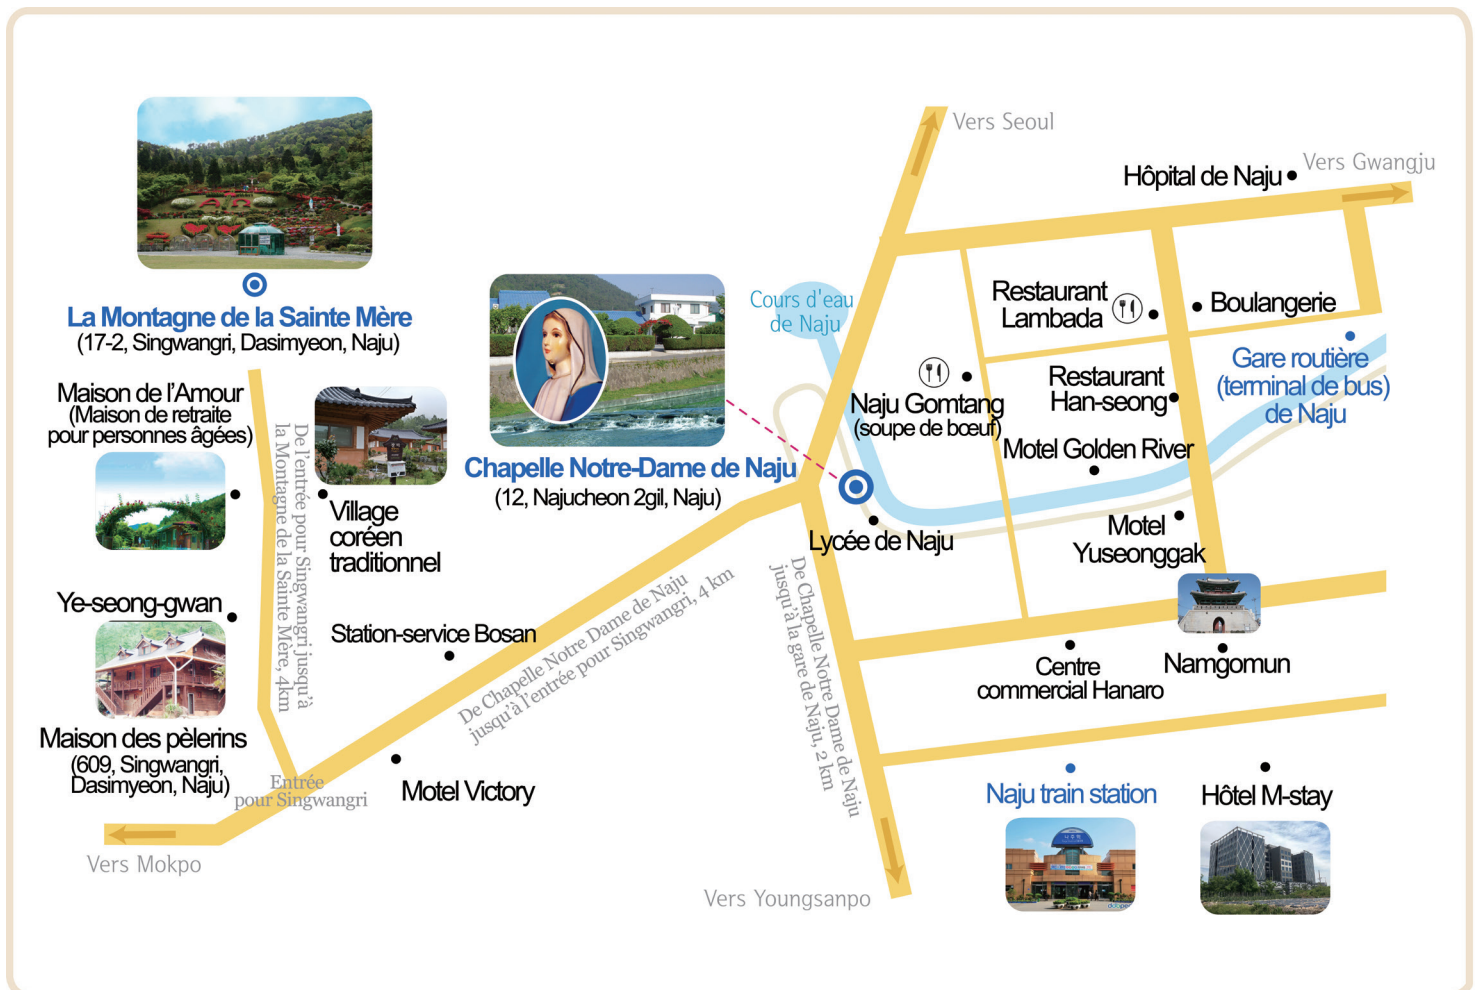 Vers Seoul
Vers Gwangju
Hôpital de Naju
La Montagne de la Sainte Mère
(17-2, Singwangri, Dasimyeon, Naju)
Cours d'eau
de Naju
Restaurant
Lambada
Boulangerie
Gare routière
(terminal de bus)
de Naju
Maison de l'Amour
(Maison de retraite
pour personnes âgées)
De l'entrée pour Singwangri jusqu'à
la Montagne de la Sainte Mère, 4km
Village
coréen
traditionnel
Chapelle Notre-Dame de Naju
(12, Najucheon 2gil, Naju)
Naju Gomtang
(soupe de bœuf)
Restaurant
Han-seong
Motel Golden River
Lycée de Naju
Motel
Yuseonggak
Ye-seong-gwan
Station-service Bosan
De Chapelle Notre Dame de Naju
jusqu'à l'entrée pour Singwangri, 4 km
De Chapelle Notre Dame de Naju
jusqu'à la gare de Naju, 2 km
Centre
commercial Hanaro
Namgomun
Maison des pèlerins
(609, Singwangri,
Dasimyeon, Naju)
Entrée
pour Singwangri
Motel Victory
Naju train station
Hôtel M-stay
Vers Mokpo
Vers Youngsanpo